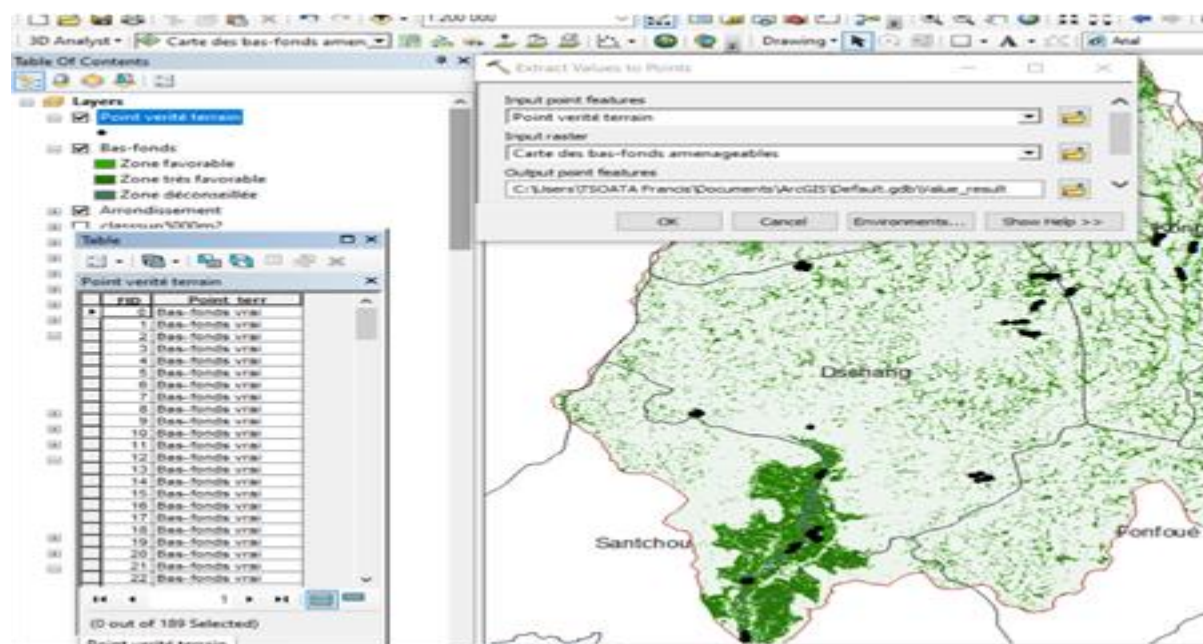 1:200 000
3D Analyst
Carte des bas-fonds amen
Drawing
A
Arial
Table Of Contents
Layers
Point verité terrain
Bas-fonds
Zone favorable
Zone très favorable
Zone déconseillée
Arrondissement
Table
Point verité terrain
FID Point_terr
0 Bas-fonds vrai
1 Bas-fonds vrai
2 Bas-fonds vrai
3 Bas-fonds vrai
4 Bas-fonds vrai
5 Bas-fonds vrai
6 Bas-fonds vrai
7 Bas-fonds vrai
8 Bas-fonds vrai
9 Bas-fonds vrai
10 Bas-fonds vrai
11 Bas-fonds vrai
12 Bas-fonds vrai
13 Bas-fonds vrai
14 Bas-fonds vrai
15 Bas-fonds vrai
16 Bas-fonds vrai
17 Bas-fonds vrai
18 Bas-fonds vrai
19 Bas-fonds vrai
20 Bas-fonds vrai
21 Bas-fonds vrai
22 Bas-fonds vrai
1
(0 out of 189 Selected)
Point verité terrain
Extract Values to Points
Input point features
Point verité terrain
Input raster
Carte des bas-fonds amenageables
Output point features
C:\Users\TSOATA Francis\Documents\ArcGIS\Default.gdb\Value_result
OK Cancel Environments... Show Help >>
Dschang
Santchou
Fonfoué